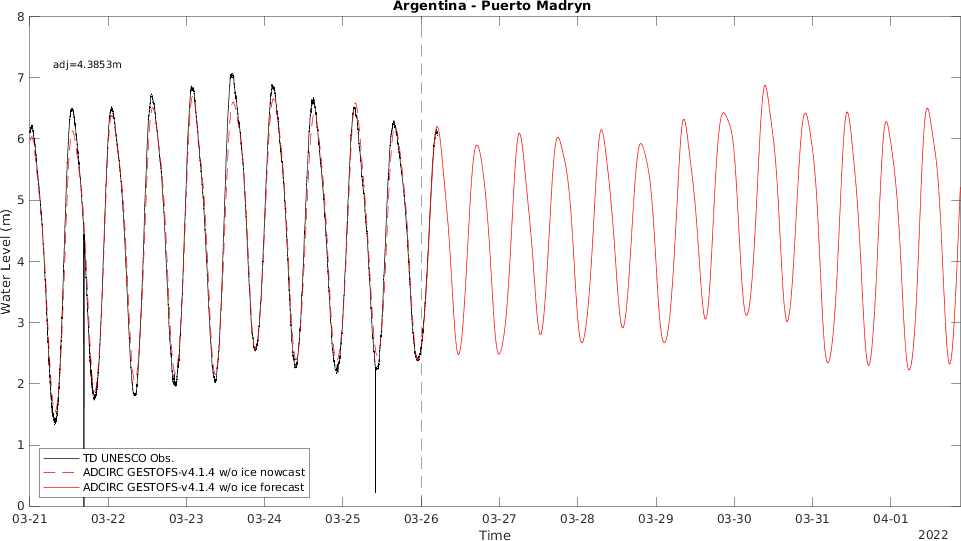 Argentina - Puerto Madryn
adj=4.3853m
Water Level (m)
8
7
6
5
4
3
2
1
0
TD UNESCO Obs.
ADCIRC GESTOFS-v4.1.4 w/o ice nowcast
ADCIRC GESTOFS-v4.1.4 w/o ice forecast
03-21 03-22 03-23 03-24 03-25 03-26 03-27 03-28 03-29 03-30 03-31 04-01
Time
2022